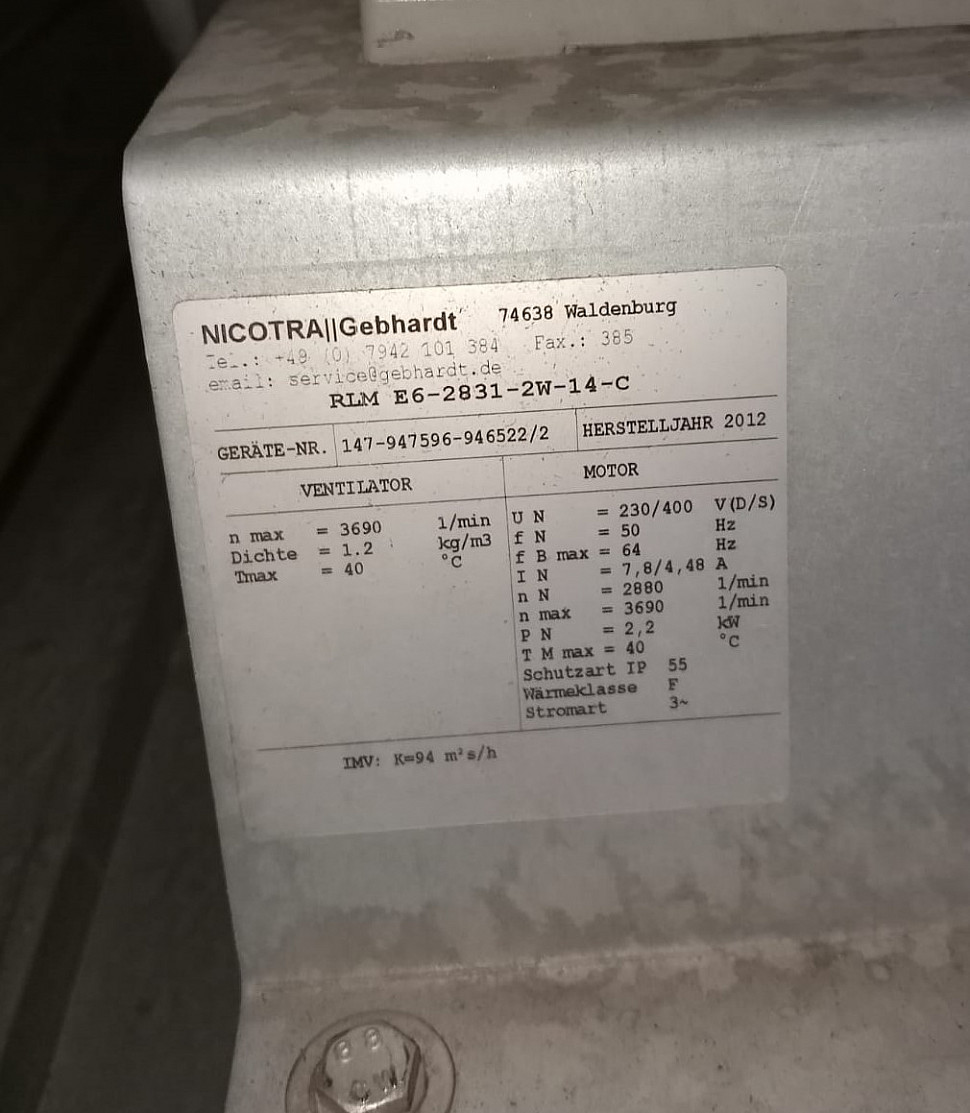 NICOTRA||Gebhardt 74638 Waldenburg
Tel.: +49 (0) 7942 101 384 Fax.: 385
email: service@gebhardt.de
RLM E6-2831-2W-14-C
GERÄTE-NR. 147-947596-946522/2 HERSTELLJAHR 2012
VENTILATOR MOTOR
n max = 3690 1/min
Dichte = 1.2 kg/m3
Tmax = 40 °C
U N = 230/400 V(D/S)
f N = 50 Hz
f B max = 64 Hz
I N = 7,8/4,48 A
n N = 2880 1/min
n max = 3690 1/min
P N = 2,2 kW
T M max = 40 °C
Schutzart IP 55
Wärmeklasse F
Stromart 3~
IMV: K=94 m²s/h
8 8